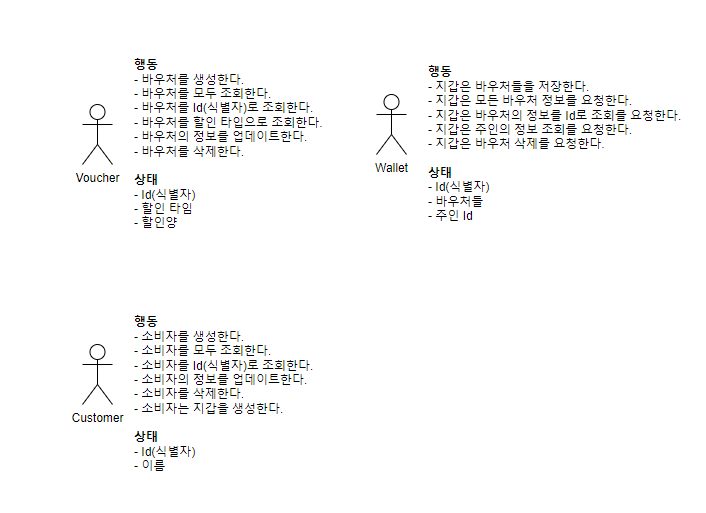 행동
- 바우처를 생성한다.
- 바우처를 모두 조회한다.
- 바우처를 Id(식별자)로 조회한다.
- 바우처를 할인 타입으로 조회한다.
- 바우처의 정보를 업데이트한다.
- 바우처를 삭제한다.
Voucher
상태
- Id(식별자)
- 할인 타임
- 할인양
행동
- 지갑은 바우처들을 저장한다.
- 지갑은 모든 바우처 정보를 요청한다.
- 지갑은 바우처의 정보를 Id로 조회를 요청한다.
- 지갑은 주인의 정보 조회를 요청한다.
- 지갑은 바우처 삭제를 요청한다.
Wallet
상태
- Id(식별자)
- 바우처들
- 주인 Id
행동
- 소비자를 생성한다.
- 소비자를 모두 조회한다.
- 소비자를 Id(식별자)로 조회한다.
- 소비자의 정보를 업데이트한다.
- 소비자를 삭제한다.
- 소비자는 지갑을 생성한다.
Customer
상태
- Id(식별자)
- 이름